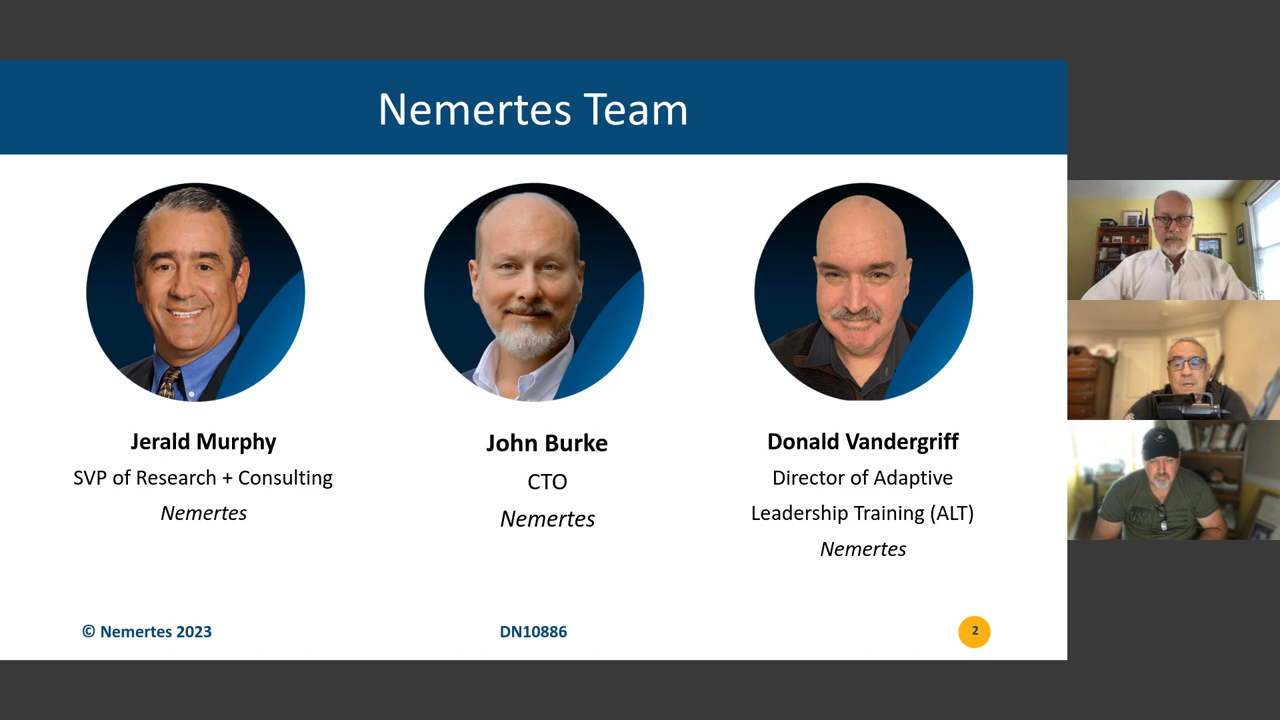 Nemertes Team
Jerald Murphy
SVP of Research + Consulting
Nemertes
John Burke
CTO
Nemertes
Donald Vandergriff
Director of Adaptive
Leadership Training (ALT)
Nemertes
© Nemertes 2023
DN10886
2